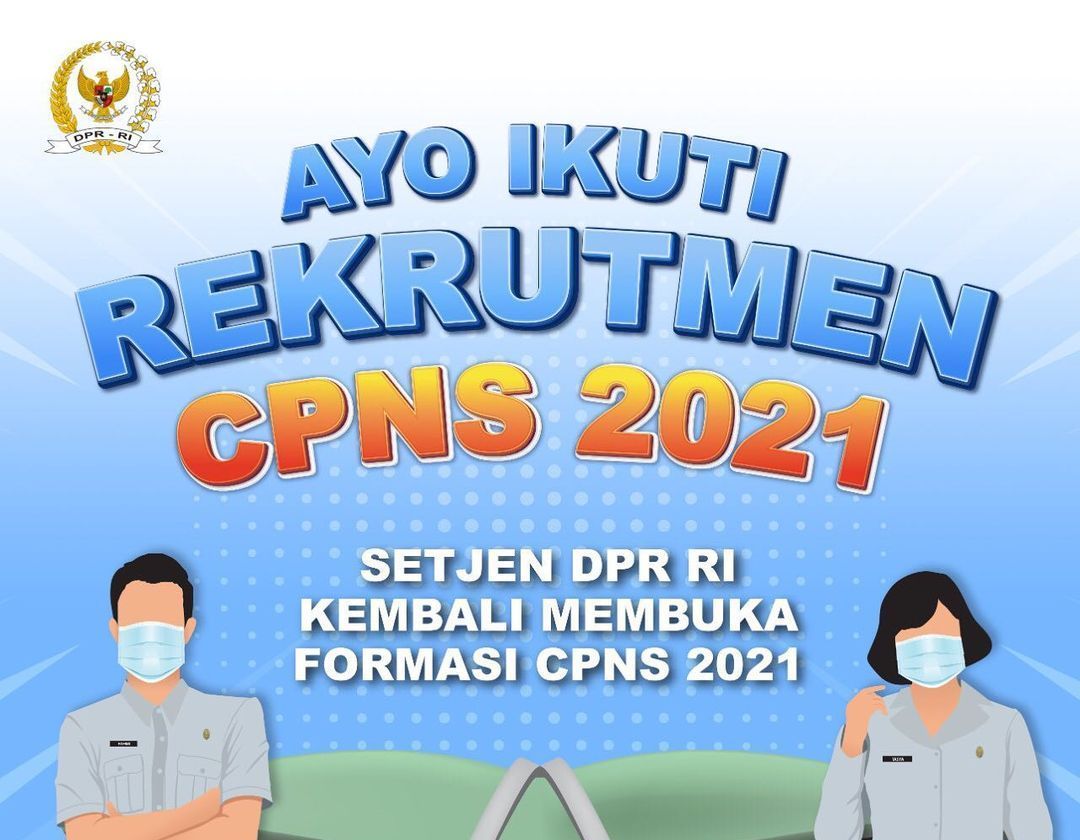 DPR - RI
AYO IKUTI
REKRUTMEN
CPNS 2021
SETJEN DPR RI
KEMBALI MEMBUKA
FORMASI CPNS 2021